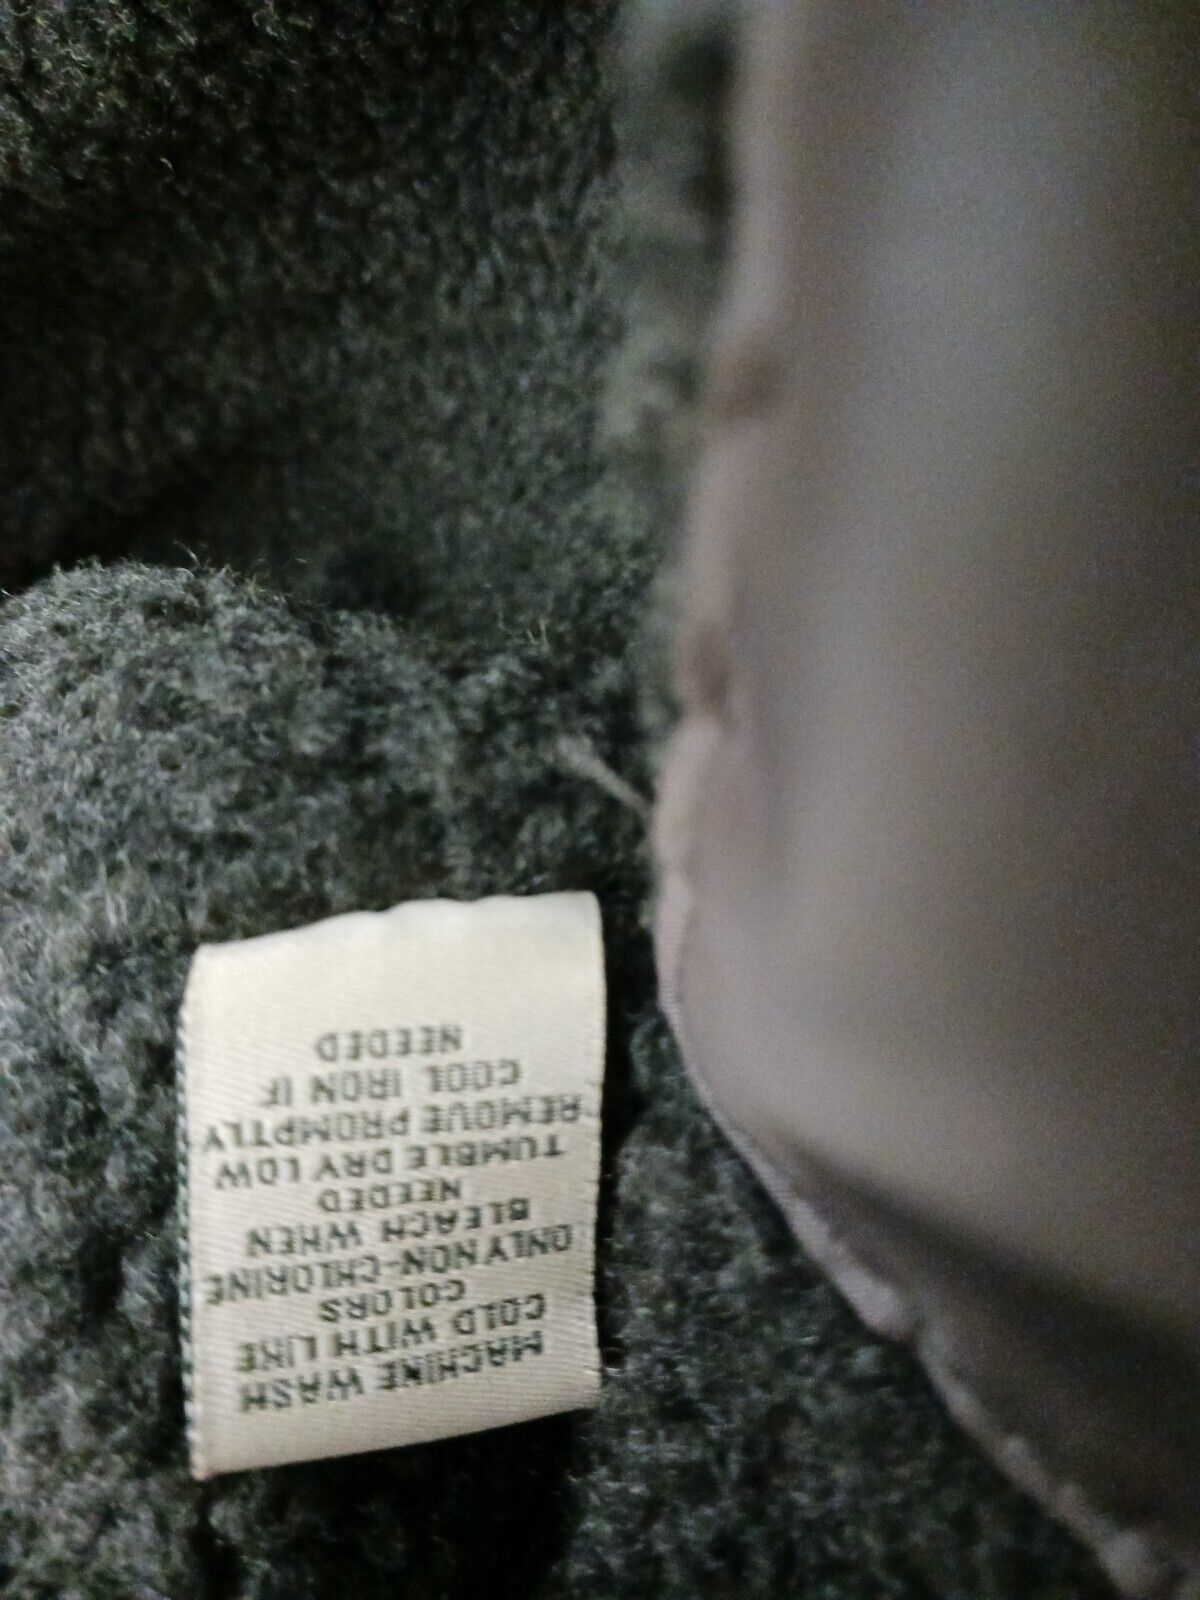 MACHINE WASH
COLD WITH LIKE
COLORS
ONLY NON-CHLORINE
BLEACH WHEN
NEEDED
TUMBLE DRY LOW
REMOVE PROMPTLY
COOL IRON IF
NEEDED